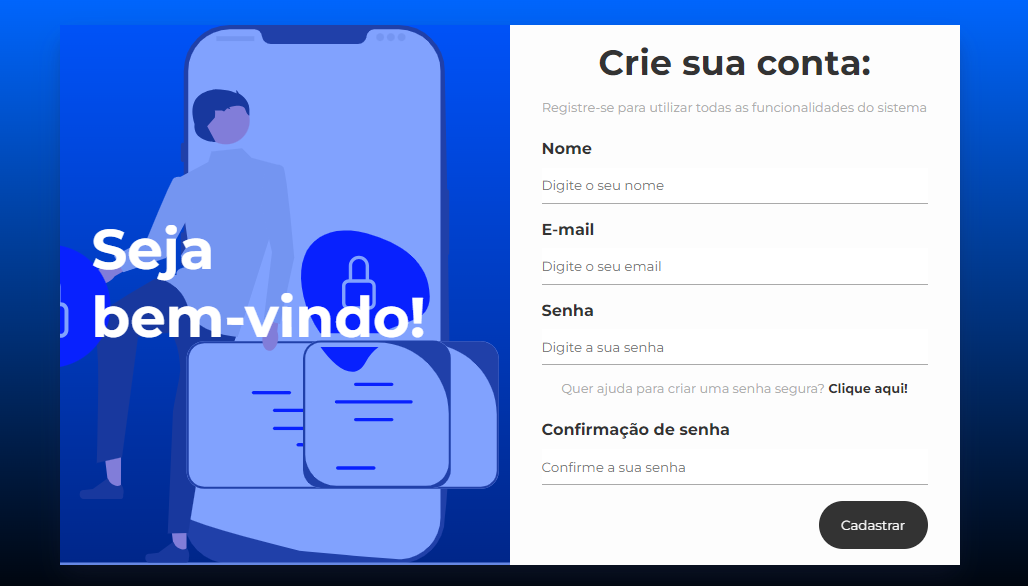 Seja
bem-vindo!
Crie sua conta:
Registre-se para utilizar todas as funcionalidades do sistema
Nome
Digite o seu nome
E-mail
Digite o seu email
Senha
Digite a sua senha
Quer ajuda para criar uma senha segura? Clique aqui!
Confirmação de senha
Confirme a sua senha
Cadastrar